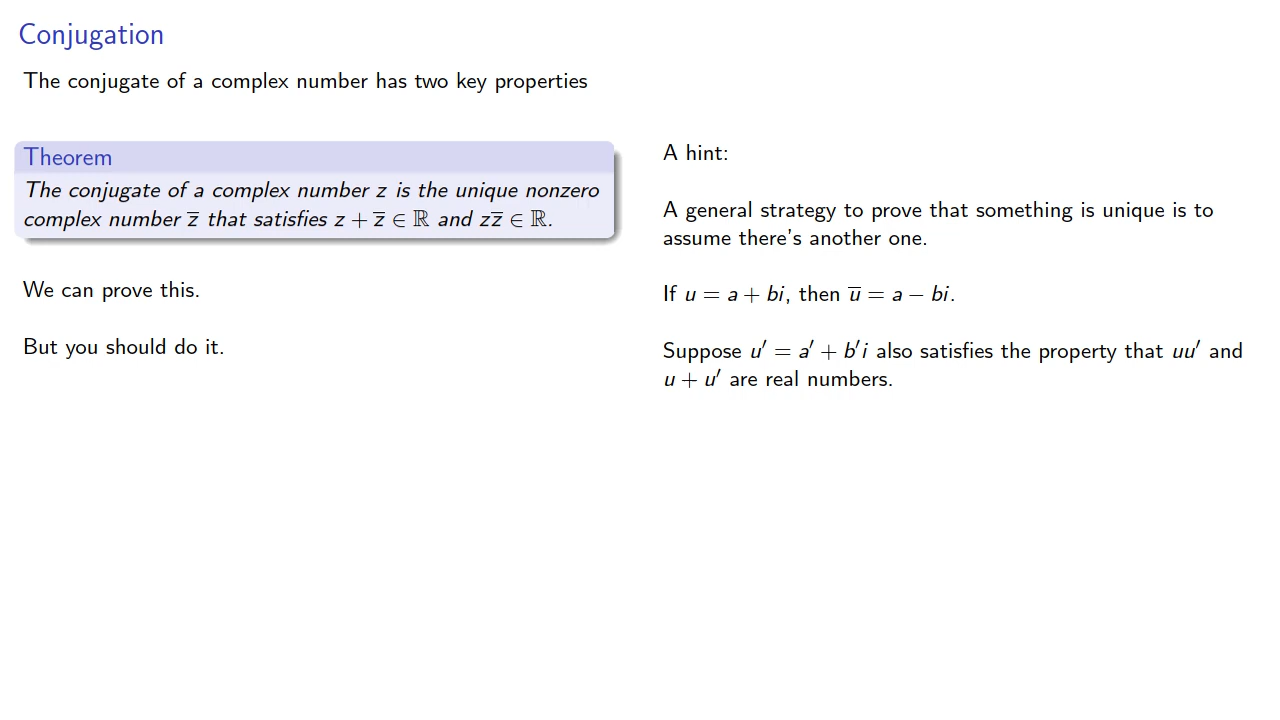 Conjugation
The conjugate of a complex number has two key properties
Theorem
The conjugate of a complex number z is the unique nonzero
complex number z̅ that satisfies z + z̅ ∈ ℝ and zz̅ ∈ ℝ.
We can prove this.
But you should do it.
A hint:
A general strategy to prove that something is unique is to
assume there's another one.
If u = a + bi, then u̅ = a − bi.
Suppose u′ = a′ + b′i also satisfies the property that uu′ and
u + u′ are real numbers.